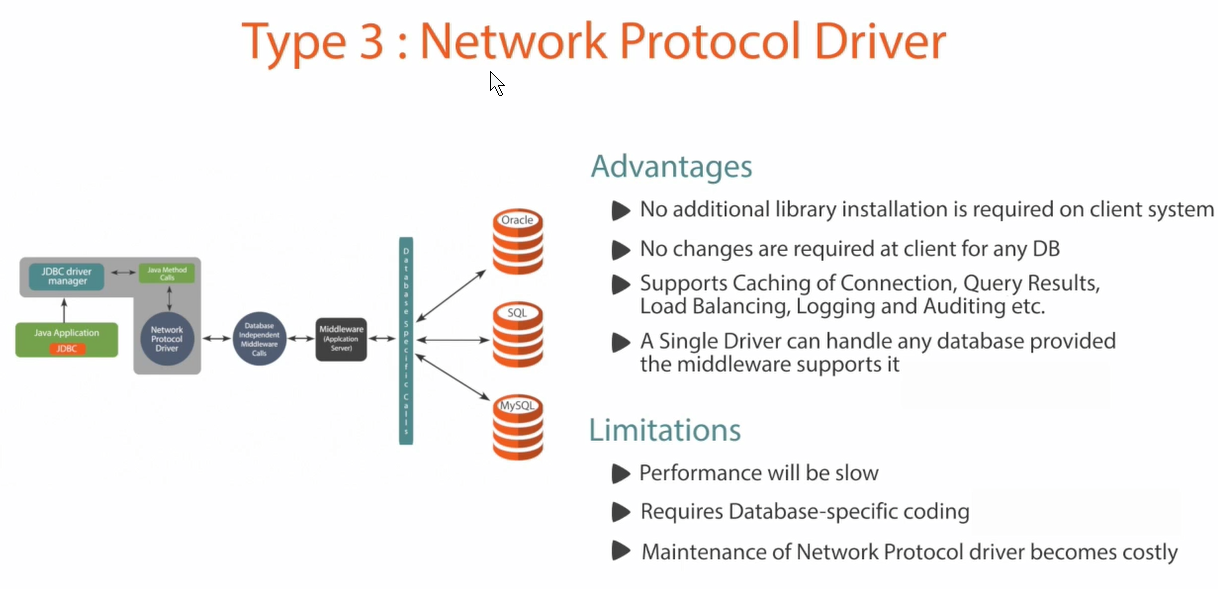 Type 3 : Network Protocol Driver
JDBC driver
manager
Java Method
Calls
Java Application
JDBC
Network
Protocol
Driver
Database
Independent
Middleware
Calls
Middleware
(Application
Server)
Database Specific Calls
Oracle
SQL
MySQL
Advantages
No additional library installation is required on client system
No changes are required at client for any DB
Supports Caching of Connection, Query Results,
Load Balancing, Logging and Auditing etc.
A Single Driver can handle any database provided
the middleware supports it
Limitations
Performance will be slow
Requires Database-specific coding
Maintenance of Network Protocol driver becomes costly